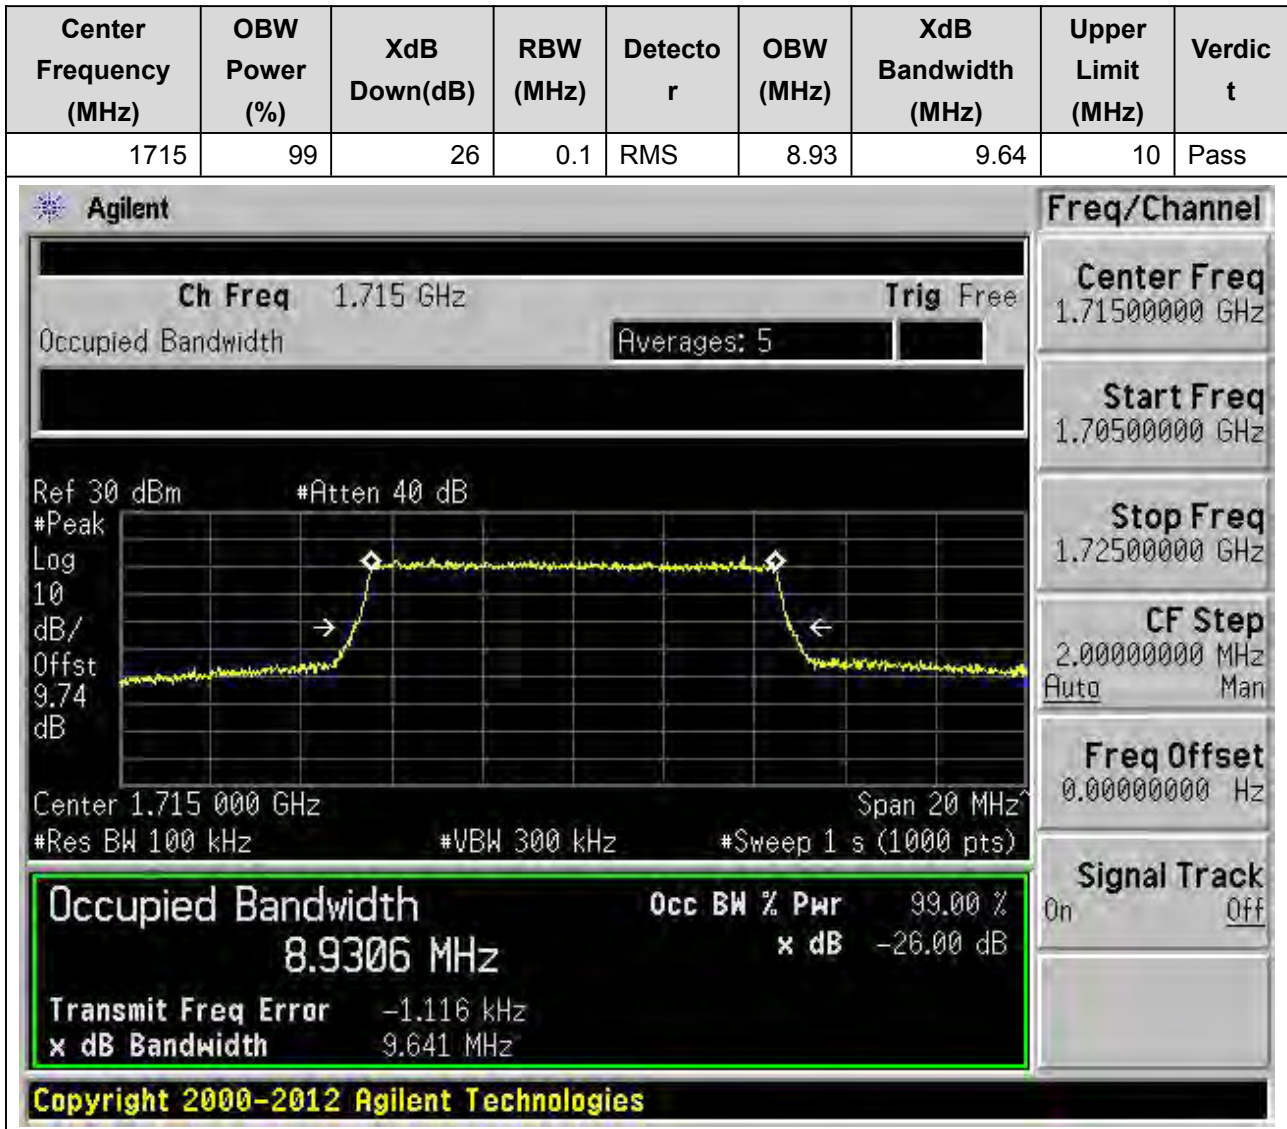 Center Frequency (MHz) OBW Power (%) XdB Down(dB) RBW (MHz) Detecto r OBW (MHz) XdB Bandwidth (MHz) Upper Limit (MHz) Verdic t
1715 99 26 0.1 RMS 8.93 9.64 10 Pass
Agilent
Freq/Channel
Ch Freq 1.715 GHz Trig Free
Occupied Bandwidth Averages: 5
Center Freq
1.71500000 GHz
Start Freq
1.70500000 GHz
Stop Freq
1.72500000 GHz
CF Step
2.00000000 MHz
Auto Man
Freq Offset
0.00000000 Hz
Signal Track
On Off
Ref 30 dBm #Atten 40 dB
#Peak
Log
10
dB/
Offst
9.74
dB
Center 1.715 000 GHz Span 20 MHz^
#Res BW 100 kHz #VBW 300 kHz #Sweep 1 s (1000 pts)
Occupied Bandwidth Occ BW % Pwr 99.00 %
8.9306 MHz x dB -26.00 dB
Transmit Freq Error -1.116 kHz
x dB Bandwidth 9.641 MHz
Copyright 2000-2012 Agilent Technologies